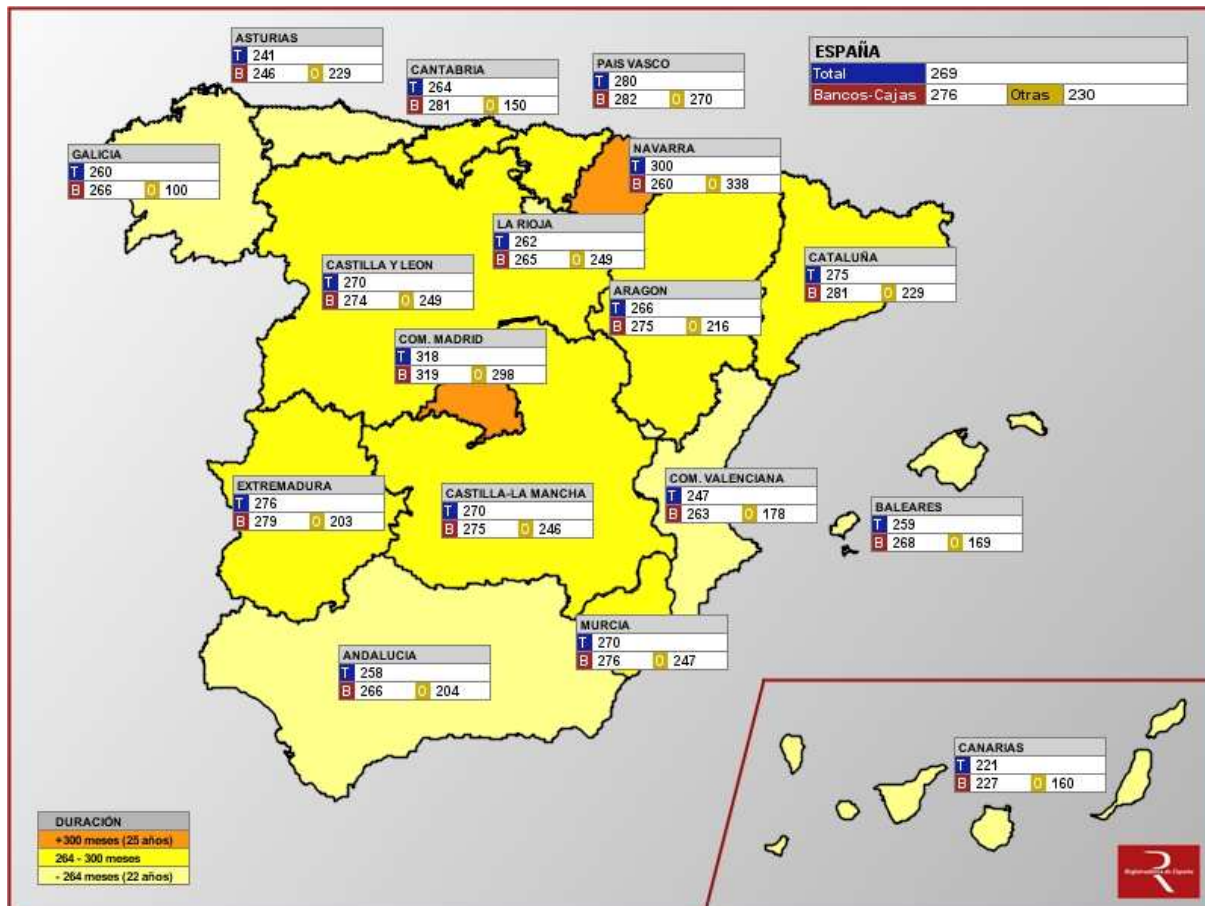 ASTURIAS
T 241
B 246 O 229
CANTABRIA
T 264
B 281 O 150
PAIS VASCO
T 280
B 282 O 270
ESPAÑA
Total 269
Bancos-Cajas 276 Otras 230
GALICIA
T 260
B 266 O 100
NAVARRA
T 300
B 260 O 338
LA RIOJA
T 262
B 265 O 249
CASTILLA Y LEON
T 270
B 274 O 249
CATALUÑA
T 275
B 281 O 229
ARAGON
T 266
B 275 O 216
COM. MADRID
T 318
B 319 O 298
EXTREMADURA
T 276
B 279 O 203
CASTILLA-LA MANCHA
T 270
B 275 O 246
COM. VALENCIANA
T 247
B 263 O 178
BALEARES
T 259
B 268 O 169
MURCIA
T 270
B 276 O 247
ANDALUCIA
T 258
B 266 O 204
CANARIAS
T 221
B 227 O 160
DURACIÓN
+300 meses (25 años)
264 - 300 meses
- 264 meses (22 años)
R
Registradores de España